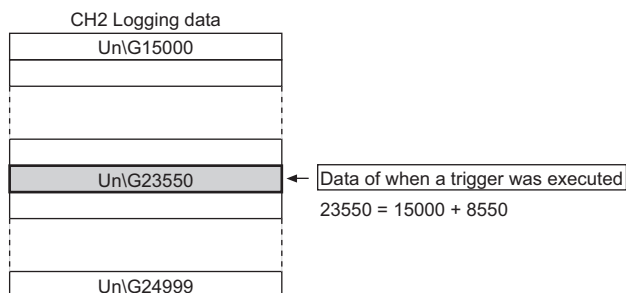 CH2 Logging data
Un\G15000
Un\G23550
Data of when a trigger was executed
23550 = 15000 + 8550
Un\G24999